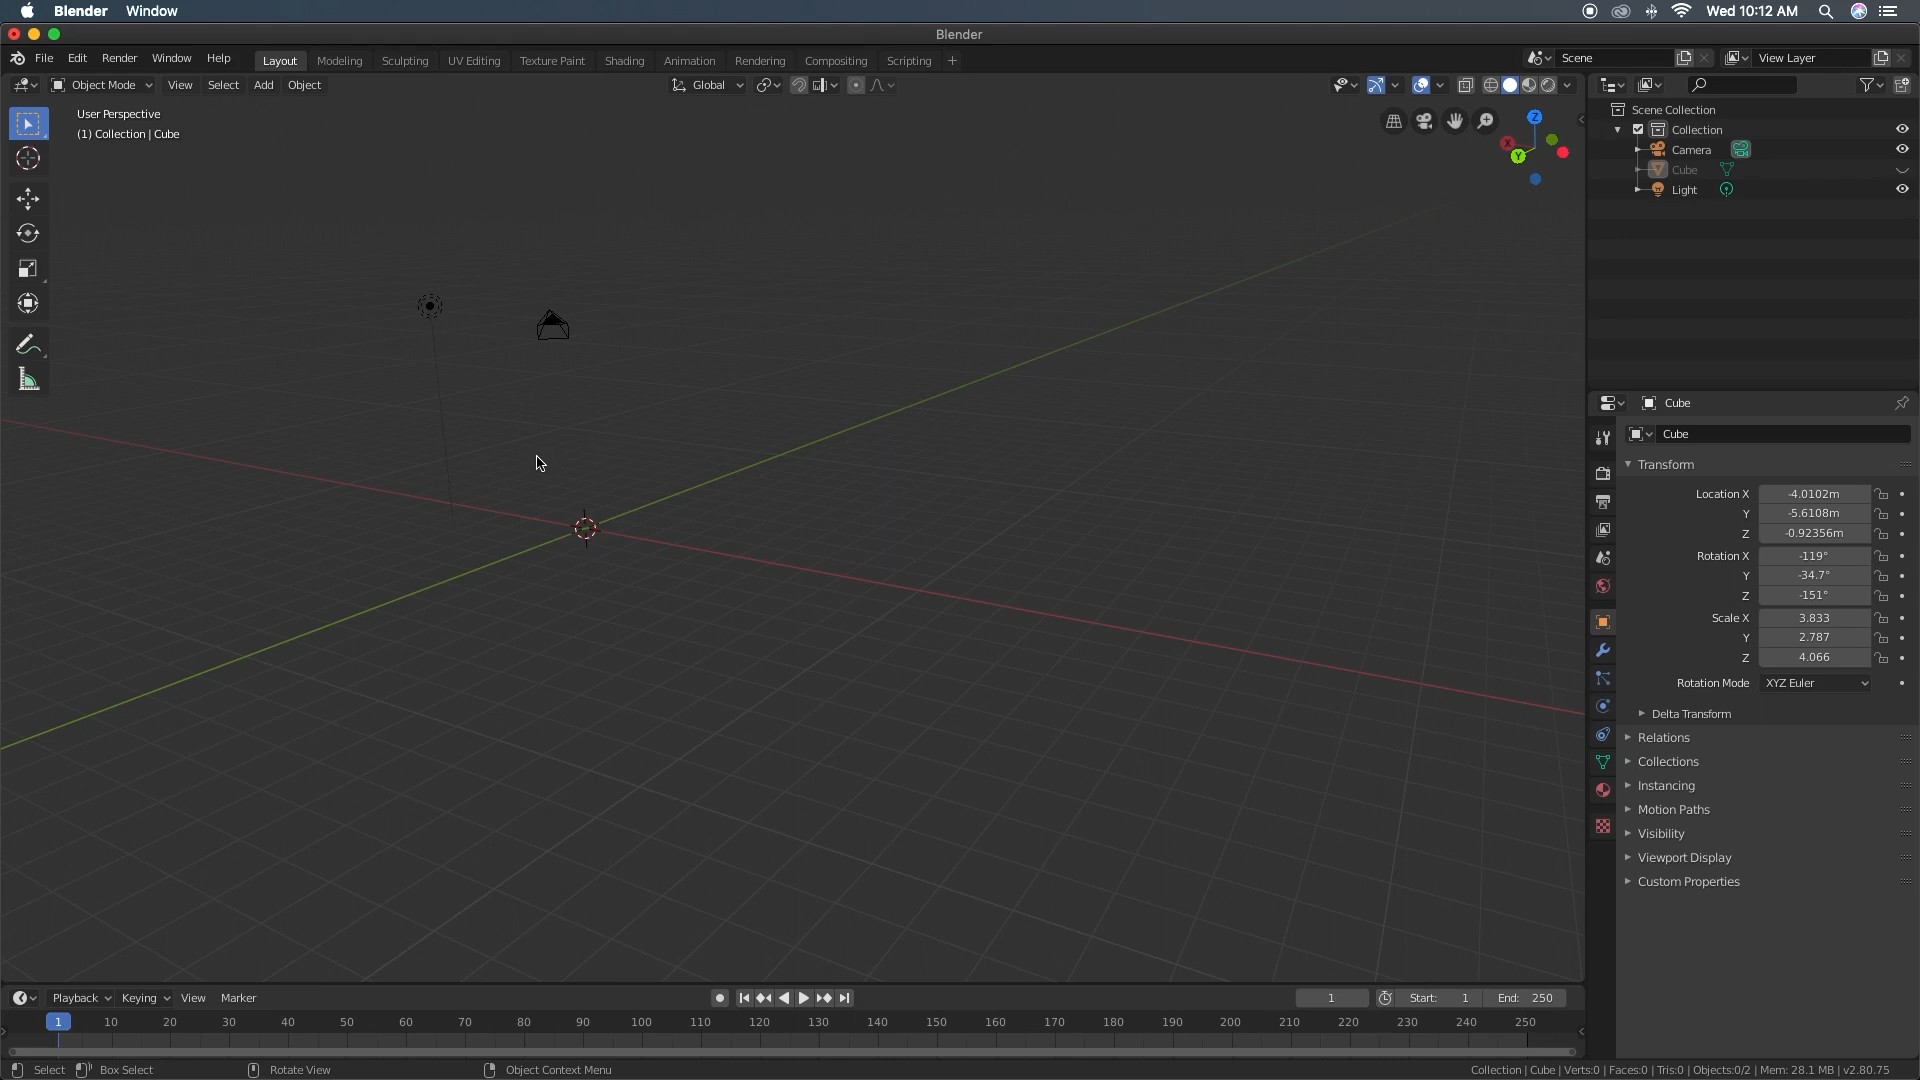 Blender Window Wed 10:12 AM
Blender
File Edit Render Window Help Layout Modeling Sculpting UV Editing Texture Paint Shading Animation Rendering Compositing Scripting + Scene View Layer
Object Mode View Select Add Object Global
User Perspective
(1) Collection | Cube
Z
X
Y
Scene Collection
Collection
Camera
Cube
Light
Cube
Cube
Transform
Location X -4.0102m
Y -5.6108m
Z -0.92356m
Rotation X -119°
Y -34.7°
Z -151°
Scale X 3.833
Y 2.787
Z 4.066
Rotation Mode XYZ Euler
Delta Transform
Relations
Collections
Instancing
Motion Paths
Visibility
Viewport Display
Custom Properties
Playback Keying View Marker 1 Start: 1 End: 250
1 10 20 30 40 50 60 70 80 90 100 110 120 130 140 150 160 170 180 190 200 210 220 230 240 250
Select Box Select Rotate View Object Context Menu Collection | Cube | Verts:0 | Faces:0 | Tris:0 | Objects:0/2 | Mem: 28.1 MB | v2.80.75